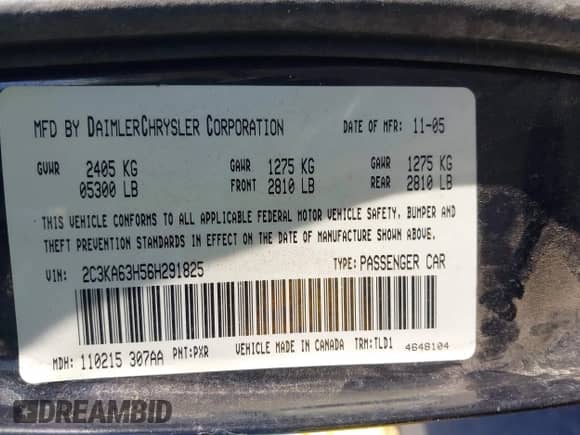 MFD BY DAIMLERCHRYSLER CORPORATION DATE OF MFR: 11-05
GVWR 2405 KG GAWR 1275 KG GAWR 1275 KG
05300 LB FRONT 2810 LB REAR 2810 LB
THIS VEHICLE CONFORMS TO ALL APPLICABLE FEDERAL MOTOR VEHICLE SAFETY, BUMPER AND
THEFT PREVENTION STANDARDS IN EFFECT ON THE DATE OF MANUFACTURE SHOWN ABOVE.
VIN: 2C3KA63H56H291825 TYPE: PASSENGER CAR
MDH: 110215 307AA PNT:PXR VEHICLE MADE IN CANADA TRM:TLD1 4648104
DREAMBID